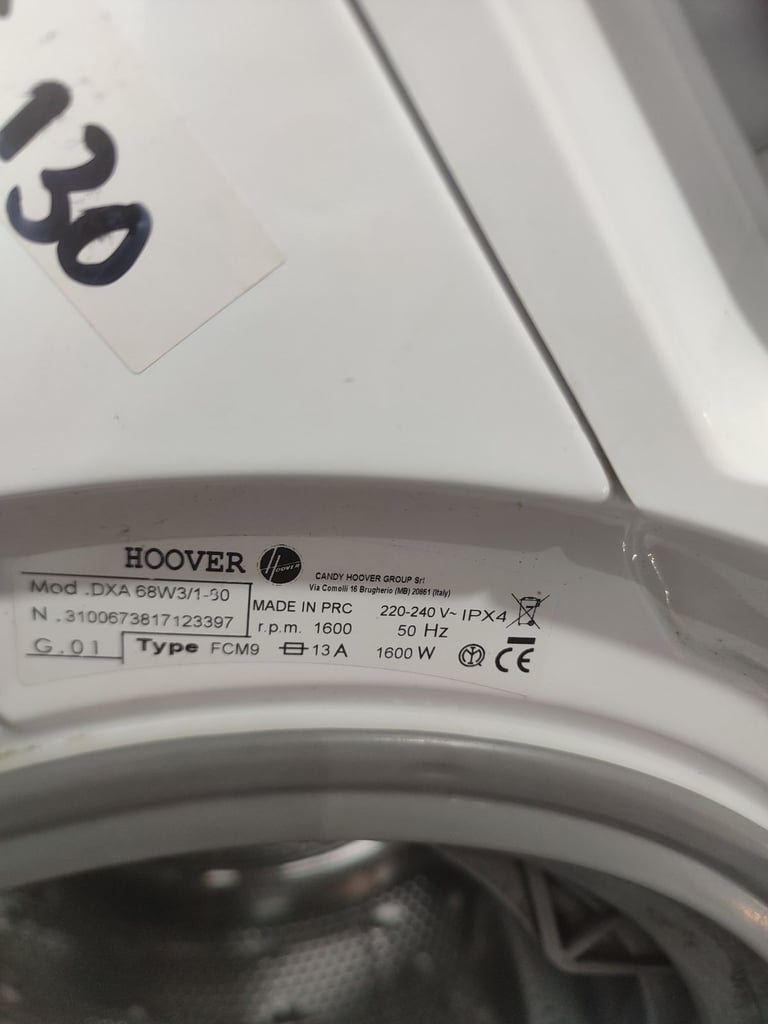 130
HOOVER
HOOVER
CANDY HOOVER GROUP Srl
Via Comolli 16 Brugherio (MB) 20861 (Italy)
Mod .DXA 68W3/1-80
N .3100673817123397
MADE IN PRC 220-240 V~ IPX4
r.p.m. 1600 50 Hz
G.01 Type FCM9 13 A 1600 W CE